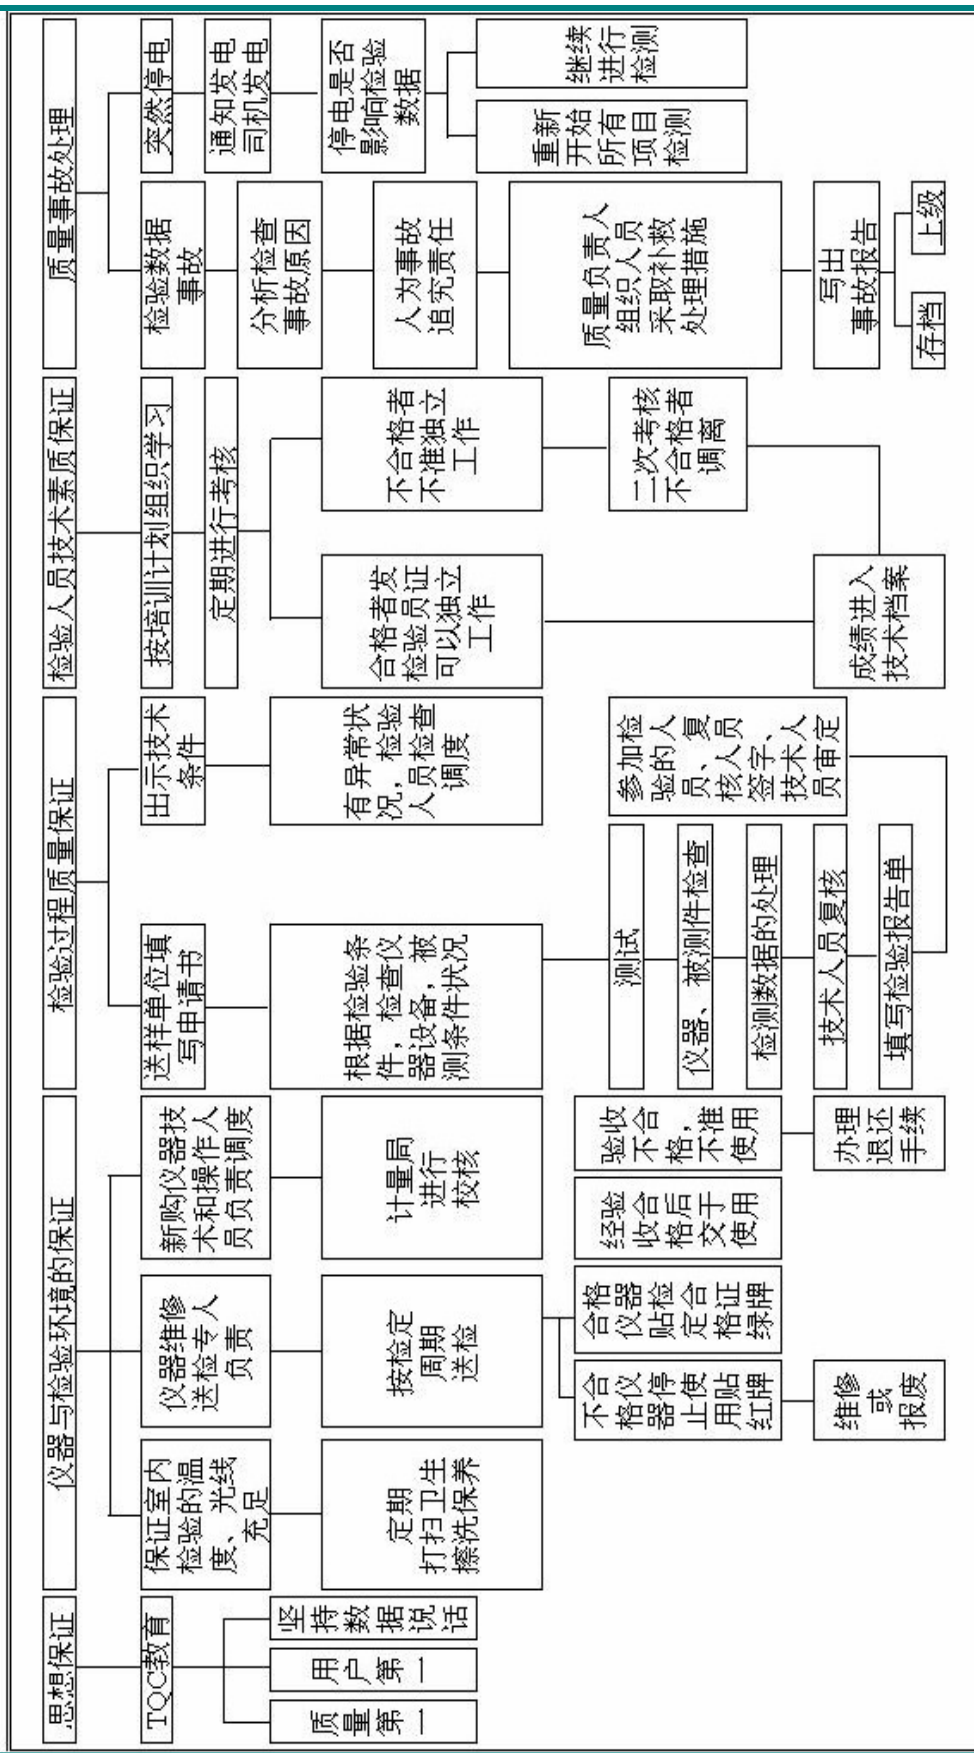 思想保证
TQC教育
质量第一
用户第一
坚持数据说话
仪器与检验环境的保证
保证室内
检验的温
度、光线
充足
定期
打扫卫生
擦洗保养
仪器维修
送检专人
负责
按检定
周期
送检
不合
格仪
器停
止使
用贴
红牌
维修
或
报废
合格
仪器
贴检
定合
格证
绿牌
新购仪器技
术和操作人
员负责调度
计量局
进行
校核
经验
收合
格后
交于
使用
验收
不合
格，
不准
使用
办理
退还
手续
检验过程质量保证
送样单位填
写申请书
根据检验条
件，检查仪
器设备，被
测条件状况
测试
仪器、被测件检查
检测数据的处理
技术人员复核
填写检验报告单
出示技术
条件
有异常状
况，检验
人员检查
调度
参加检
验的人
员、复
核人员
签字、
技术人
员审定
检验人员技术素质保证
按培训计划组织学习
定期进行考核
合格者发
检验员证
可以独立
工作
不合格者
不准独立
工作
二次考核
不合格者
调离
成绩进入
技术档案
质量事故处理
检验数据
事故
分析检查
事故原因
人为事故
追究责任
质量负责人
组织人员
采取补救
处理措施
写出
事故报告
存档
上级
突然停电
通知发电
司机发电
停电是否
影响检验
数据
重新
开始
所有
项目
检测
继续
进行
检测